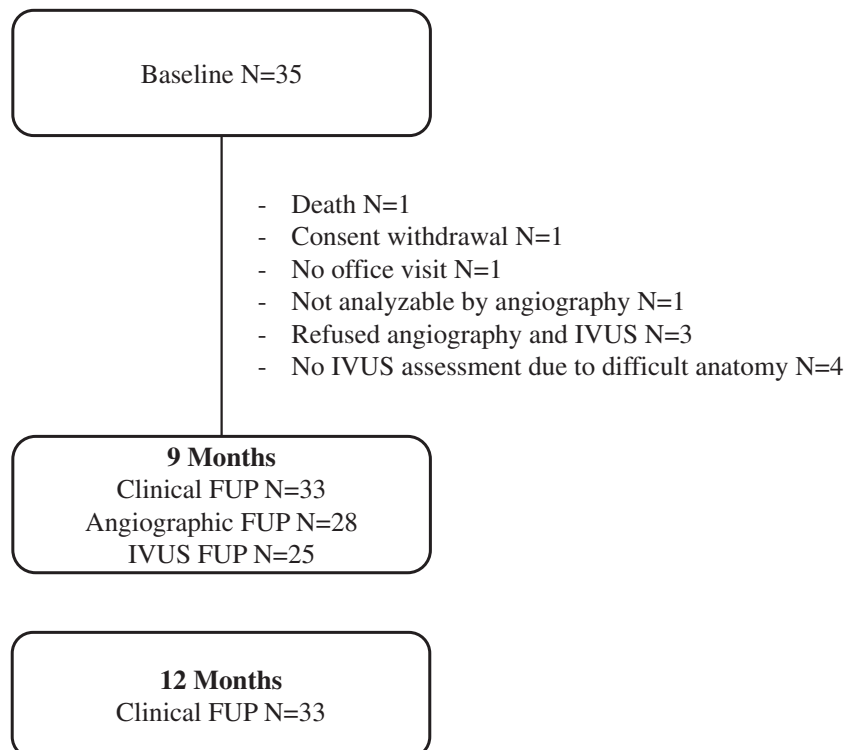 Baseline N=35
- Death N=1
- Consent withdrawal N=1
- No office visit N=1
- Not analyzable by angiography N=1
- Refused angiography and IVUS N=3
- No IVUS assessment due to difficult anatomy N=4
9 Months
Clinical FUP N=33
Angiographic FUP N=28
IVUS FUP N=25
12 Months
Clinical FUP N=33